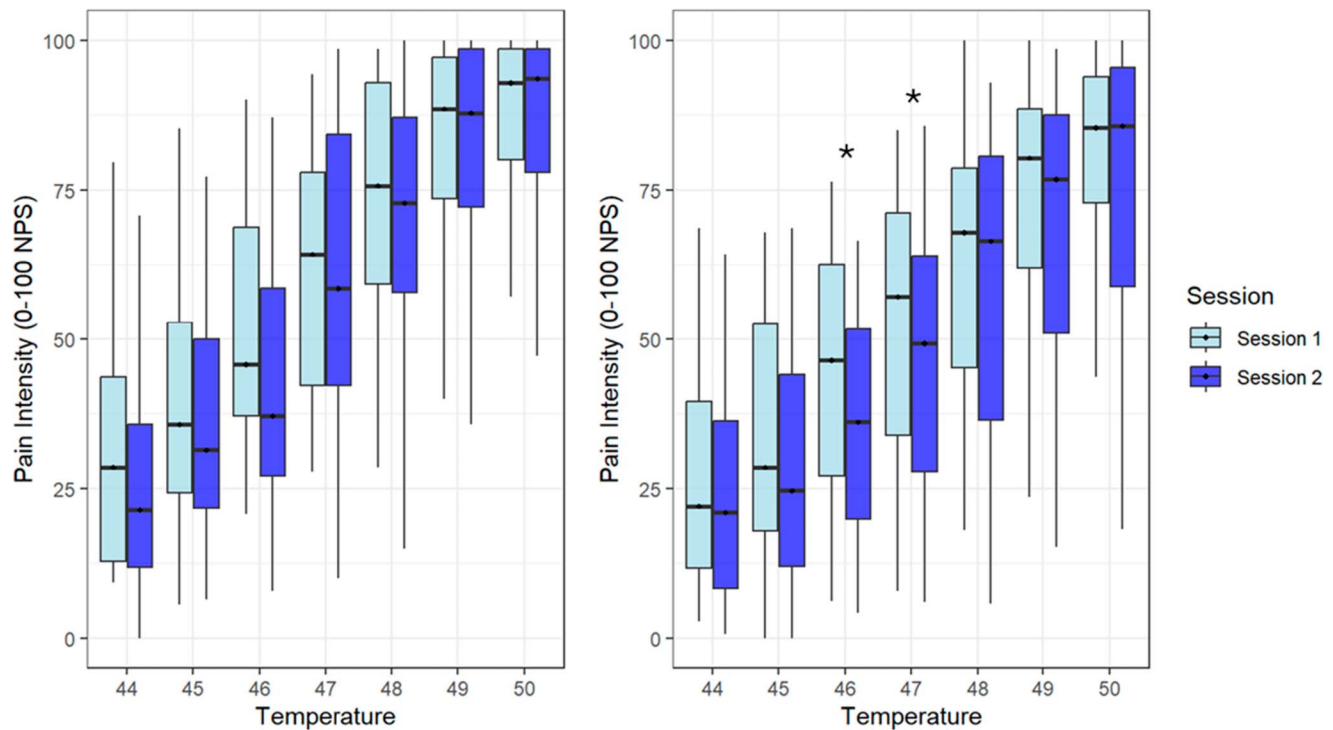 Pain Intensity (0-100 NPS)
100
75
50
25
0
44 45 46 47 48 49 50
Temperature
Pain Intensity (0-100 NPS)
100
75
50
25
0
*
*
44 45 46 47 48 49 50
Temperature
Session
Session 1
Session 2